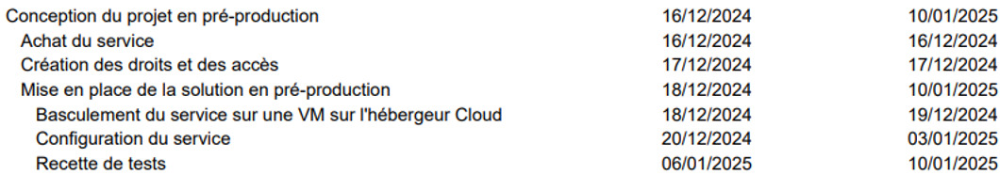 Conception du projet en pré-production 16/12/2024 10/01/2025
Achat du service 16/12/2024 16/12/2024
Création des droits et des accès 17/12/2024 17/12/2024
Mise en place de la solution en pré-production 18/12/2024 10/01/2025
Basculement du service sur une VM sur l'hébergeur Cloud 18/12/2024 19/12/2024
Configuration du service 20/12/2024 03/01/2025
Recette de tests 06/01/2025 10/01/2025